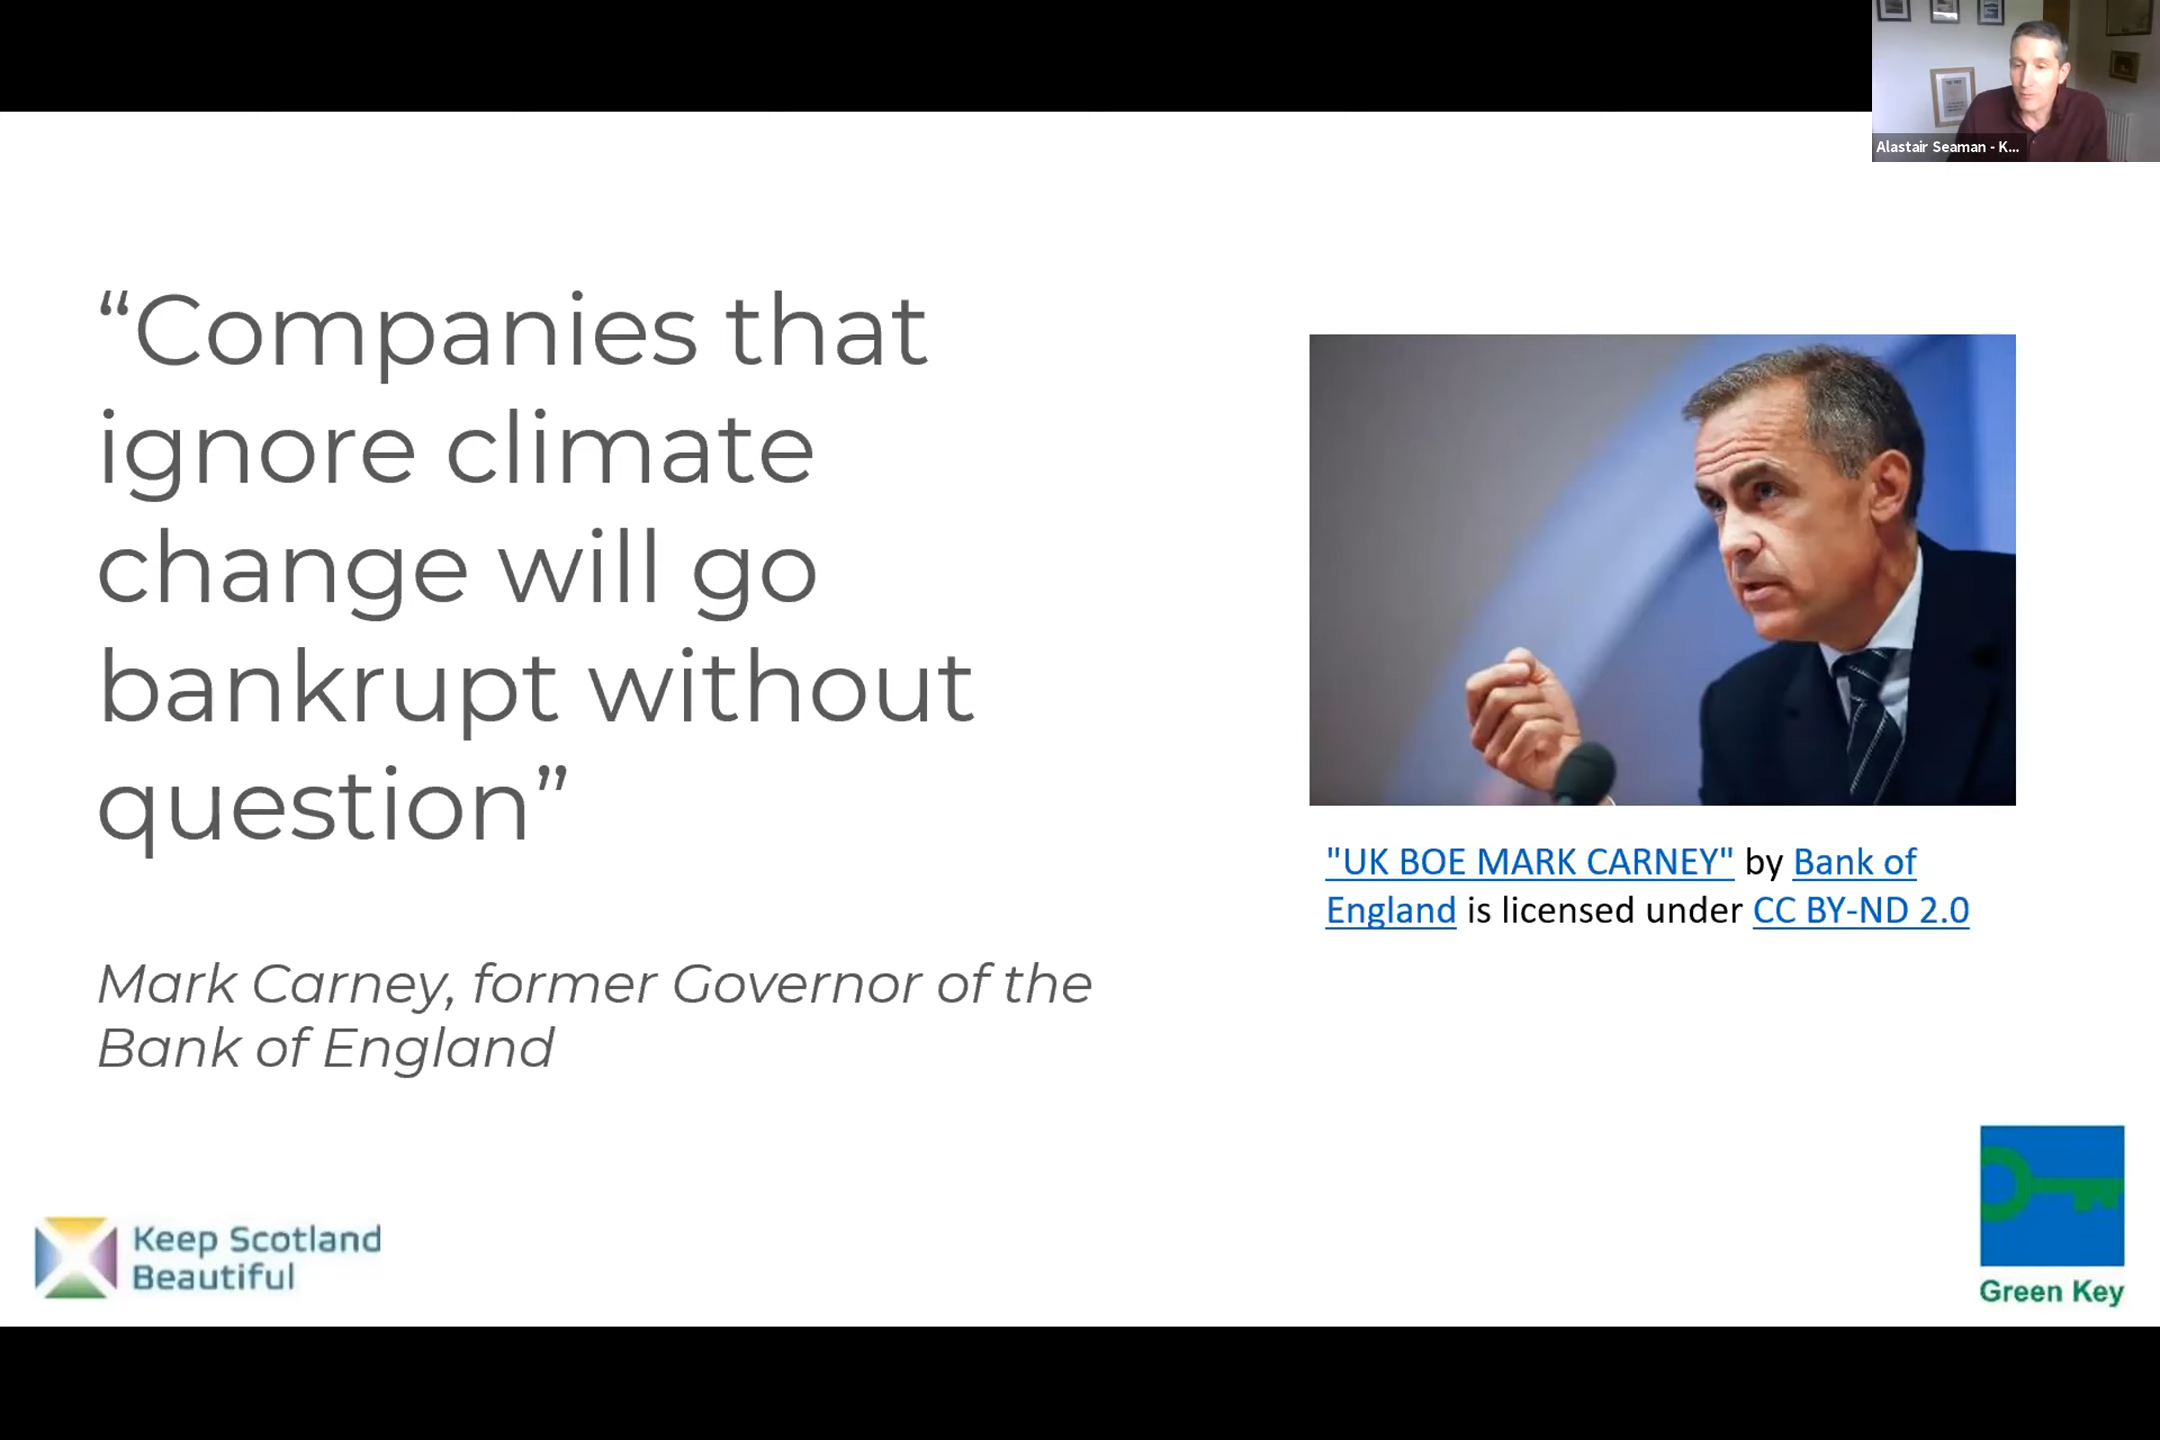 Alastair Seaman - K...
“Companies that
ignore climate
change will go
bankrupt without
question”
Mark Carney, former Governor of the
Bank of England
"UK BOE MARK CARNEY" by Bank of
England is licensed under CC BY-ND 2.0
Keep Scotland
Beautiful
Green Key